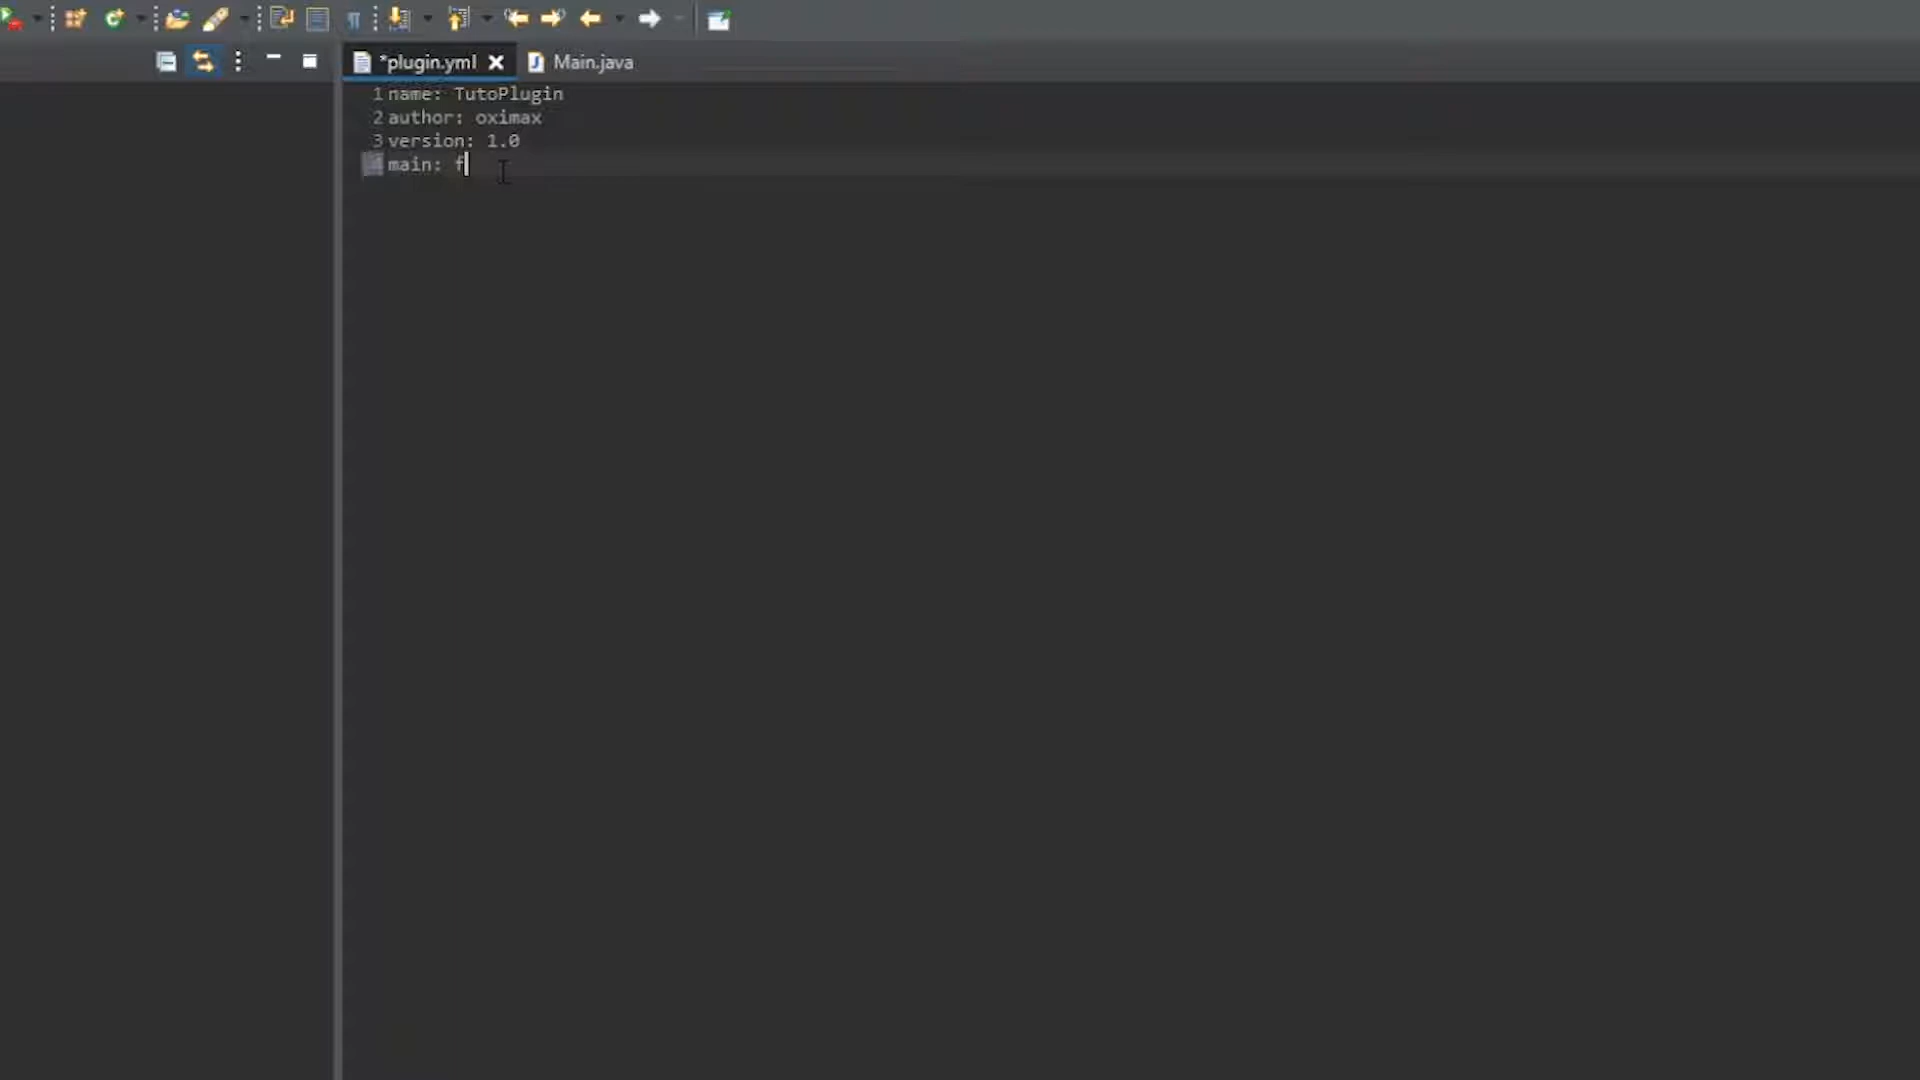 *plugin.yml Main.java
1 name: TutoPlugin
2 author: oximax
3 version: 1.0
main: f